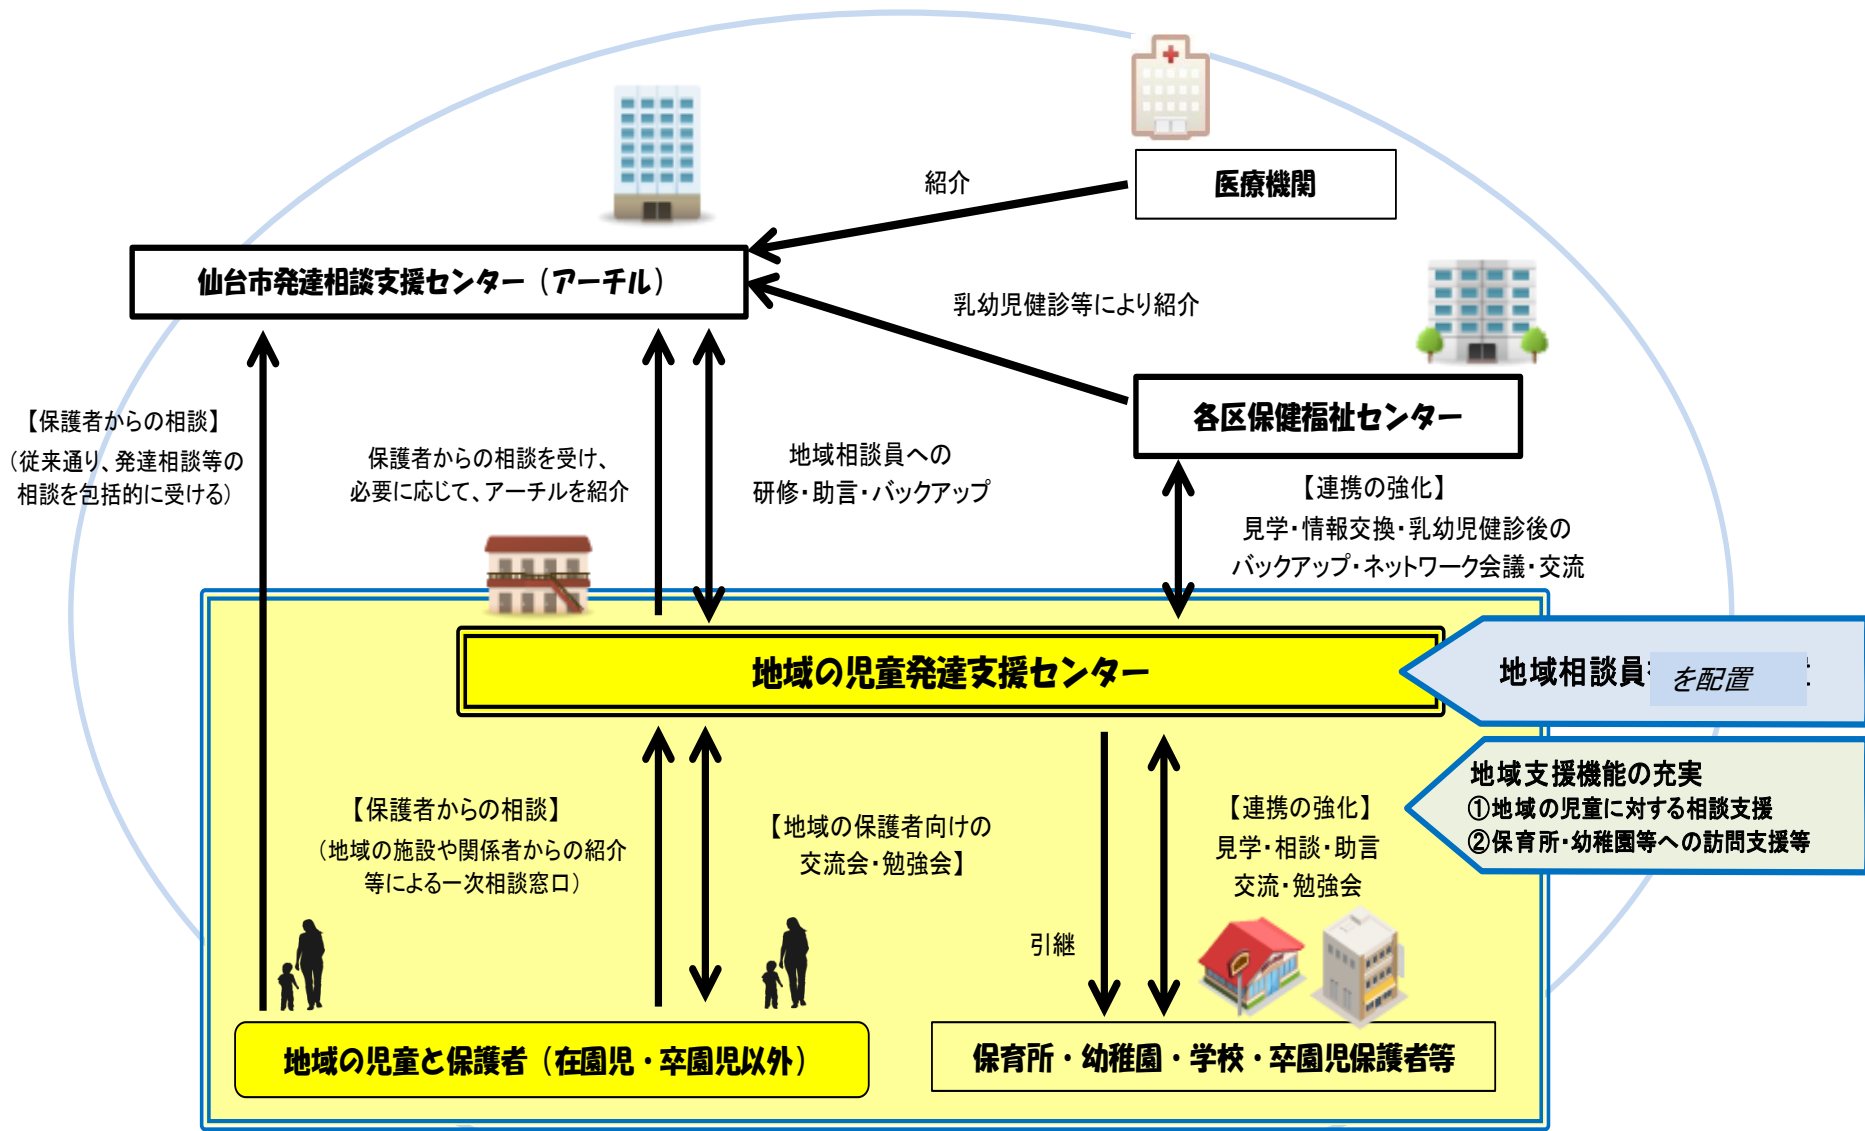 医療機関
紹介
仙台市発達相談支援センター（アーチル）
乳幼児健診等により紹介
各区保健福祉センター
【保護者からの相談】
（従来通り、発達相談等の
相談を包括的に受ける）
保護者からの相談を受け、
必要に応じて、アーチルを紹介
地域相談員への
研修・助言・バックアップ
【連携の強化】
見学・情報交換・乳幼児健診後の
バックアップ・ネットワーク会議・交流
地域の児童発達支援センター
地域相談員
を配置
地域支援機能の充実
①地域の児童に対する相談支援
②保育所・幼稚園等への訪問支援等
【保護者からの相談】
（地域の施設や関係者からの紹介
等による一次相談窓口）
【地域の保護者向けの
交流会・勉強会】
【連携の強化】
見学・相談・助言
交流・勉強会
引継
地域の児童と保護者（在園児・卒園児以外）
保育所・幼稚園・学校・卒園児保護者等